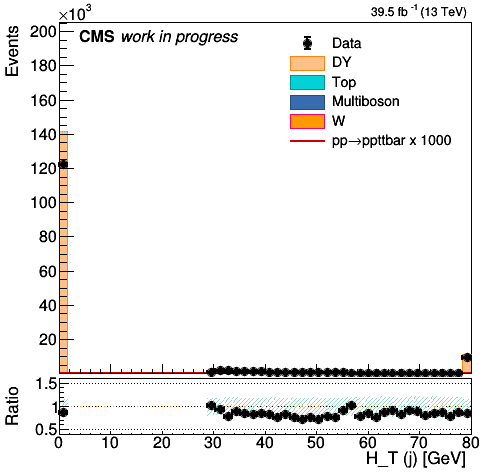 ×10³
39.5 fb⁻¹ (13 TeV)
Events
CMS work in progress
Data
DY
Top
Multiboson
W
pp→ppttbar x 1000
200
180
160
140
120
100
80
60
40
20
Ratio
1.5
1
0.5
0 10 20 30 40 50 60 70 80
H_T (j) [GeV]